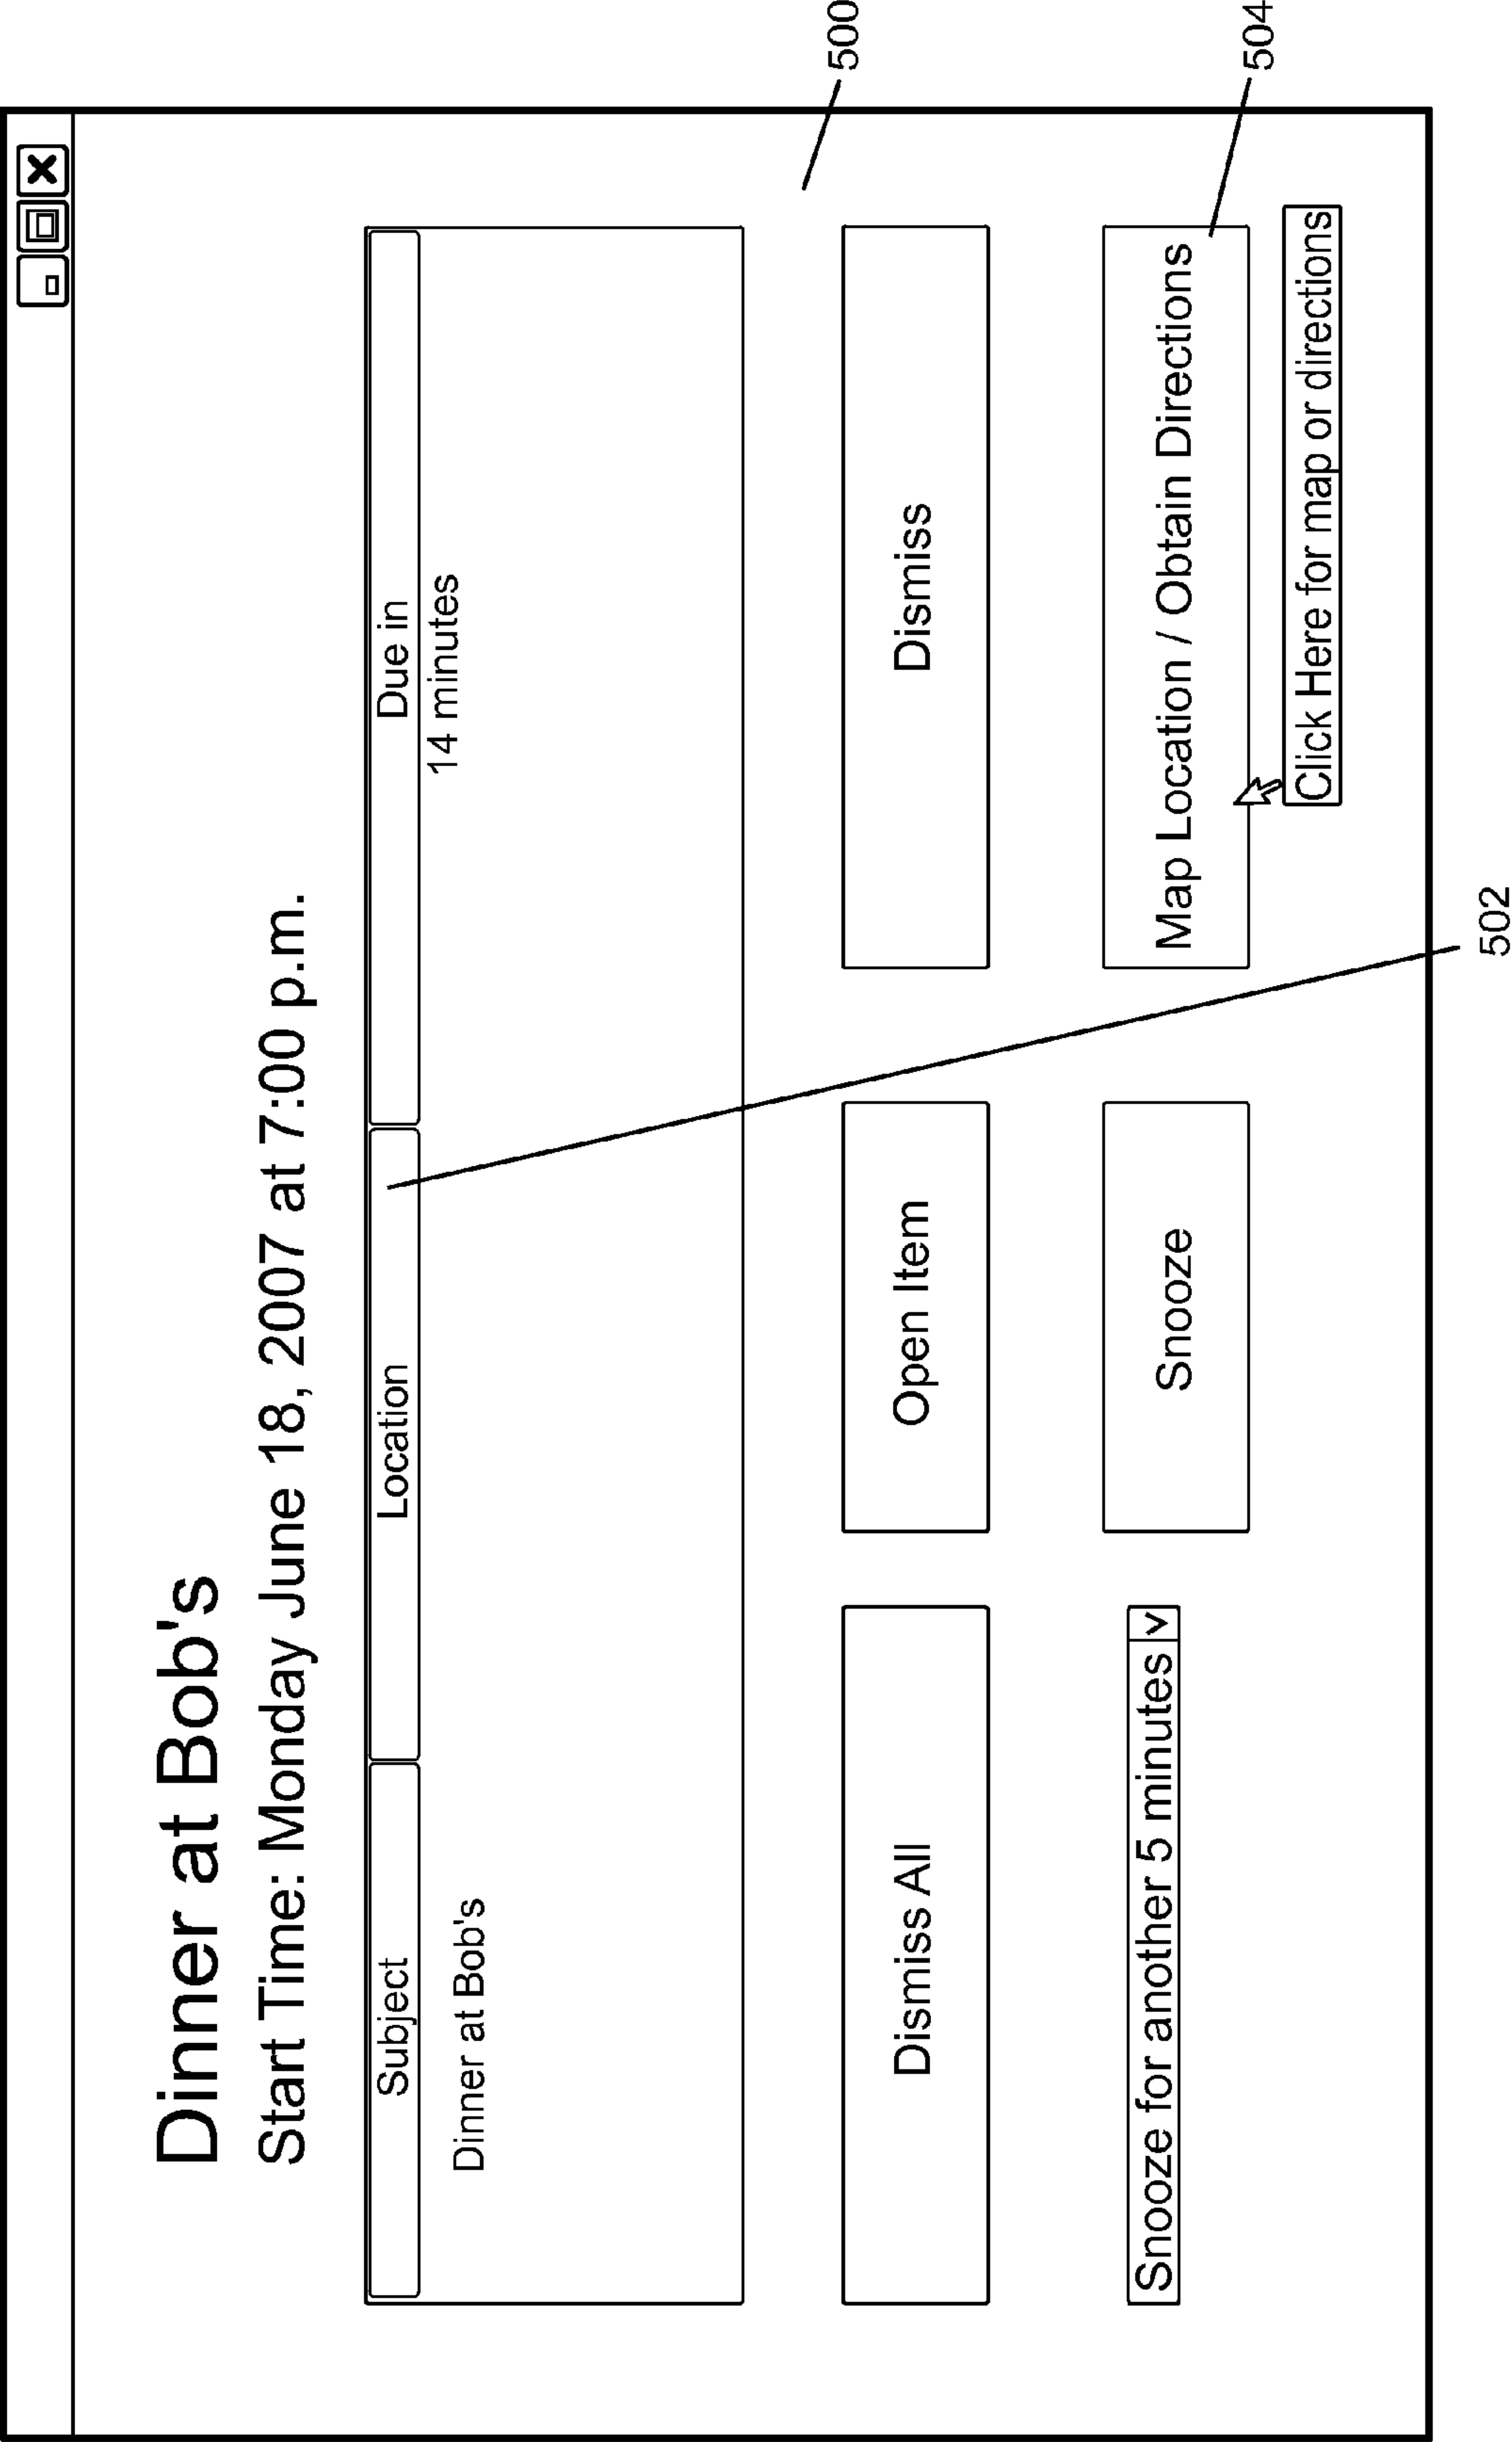 Dinner at Bob's
Start Time: Monday June 18, 2007 at 7:00 p.m.
Subject
Location
Due in
Dinner at Bob's
14 minutes
500
Dismiss All
Open Item
Dismiss
Snooze for another 5 minutes
Snooze
Map Location / Obtain Directions
504
Click Here for map or directions
502